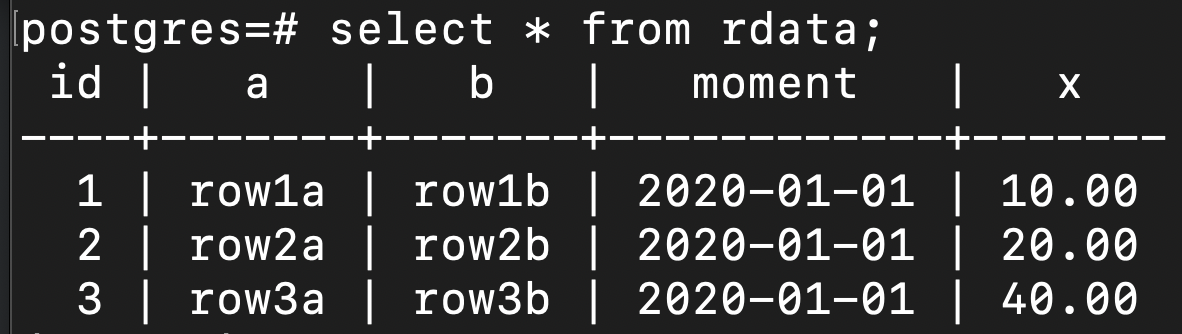 postgres=# select * from rdata;
 id |   a   |   b   |   moment   |   x
----+-------+-------+------------+-------
  1 | row1a | row1b | 2020-01-01 | 10.00
  2 | row2a | row2b | 2020-01-01 | 20.00
  3 | row3a | row3b | 2020-01-01 | 40.00